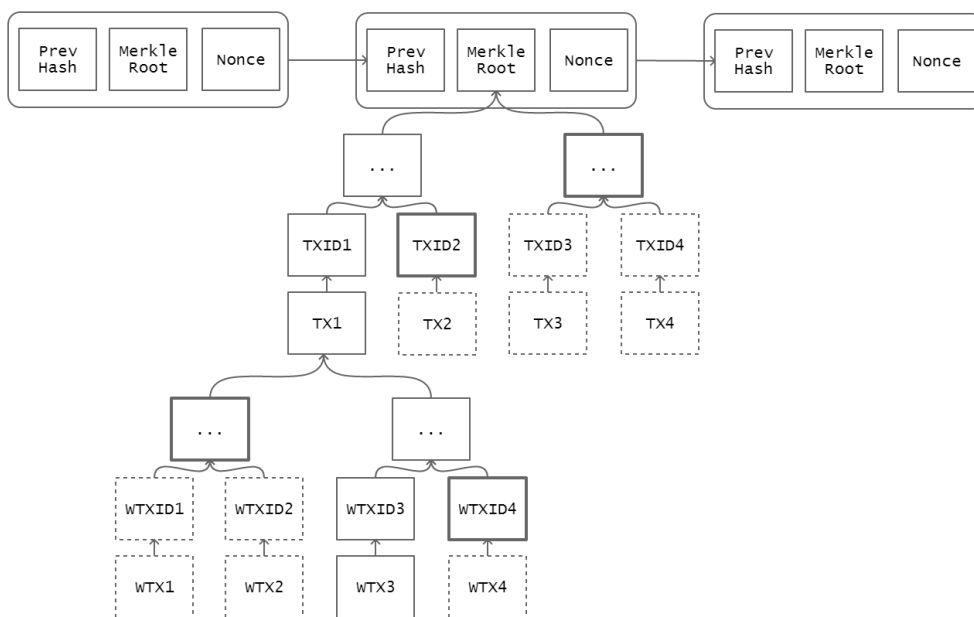 Prev
Hash
Merkle
Root
Nonce
Prev
Hash
Merkle
Root
Nonce
Prev
Hash
Merkle
Root
Nonce
...
...
TXID1
TXID2
TXID3
TXID4
TX1
TX2
TX3
TX4
...
...
WTXID1
WTXID2
WTXID3
WTXID4
WTX1
WTX2
WTX3
WTX4